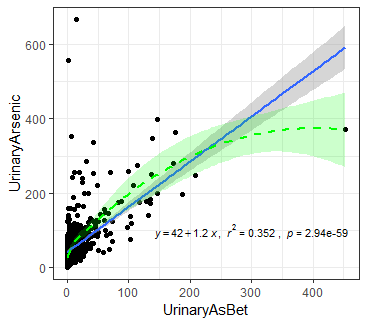 600
400
200
0
UrinaryArsenic
y = 42 + 1.2 x, r² = 0.352 , p = 2.94e-59
0 100 200 300 400
UrinaryAsBet